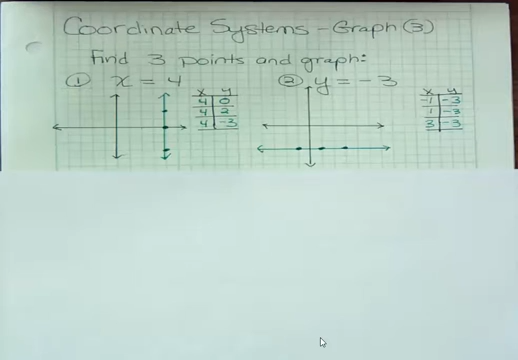 Coordinate Systems - Graph (3)
Find 3 points and graph:
① x = 4
x y
4 0
4 2
4 -3
② y = -3
x y
-1 -3
1 -3
3 -3